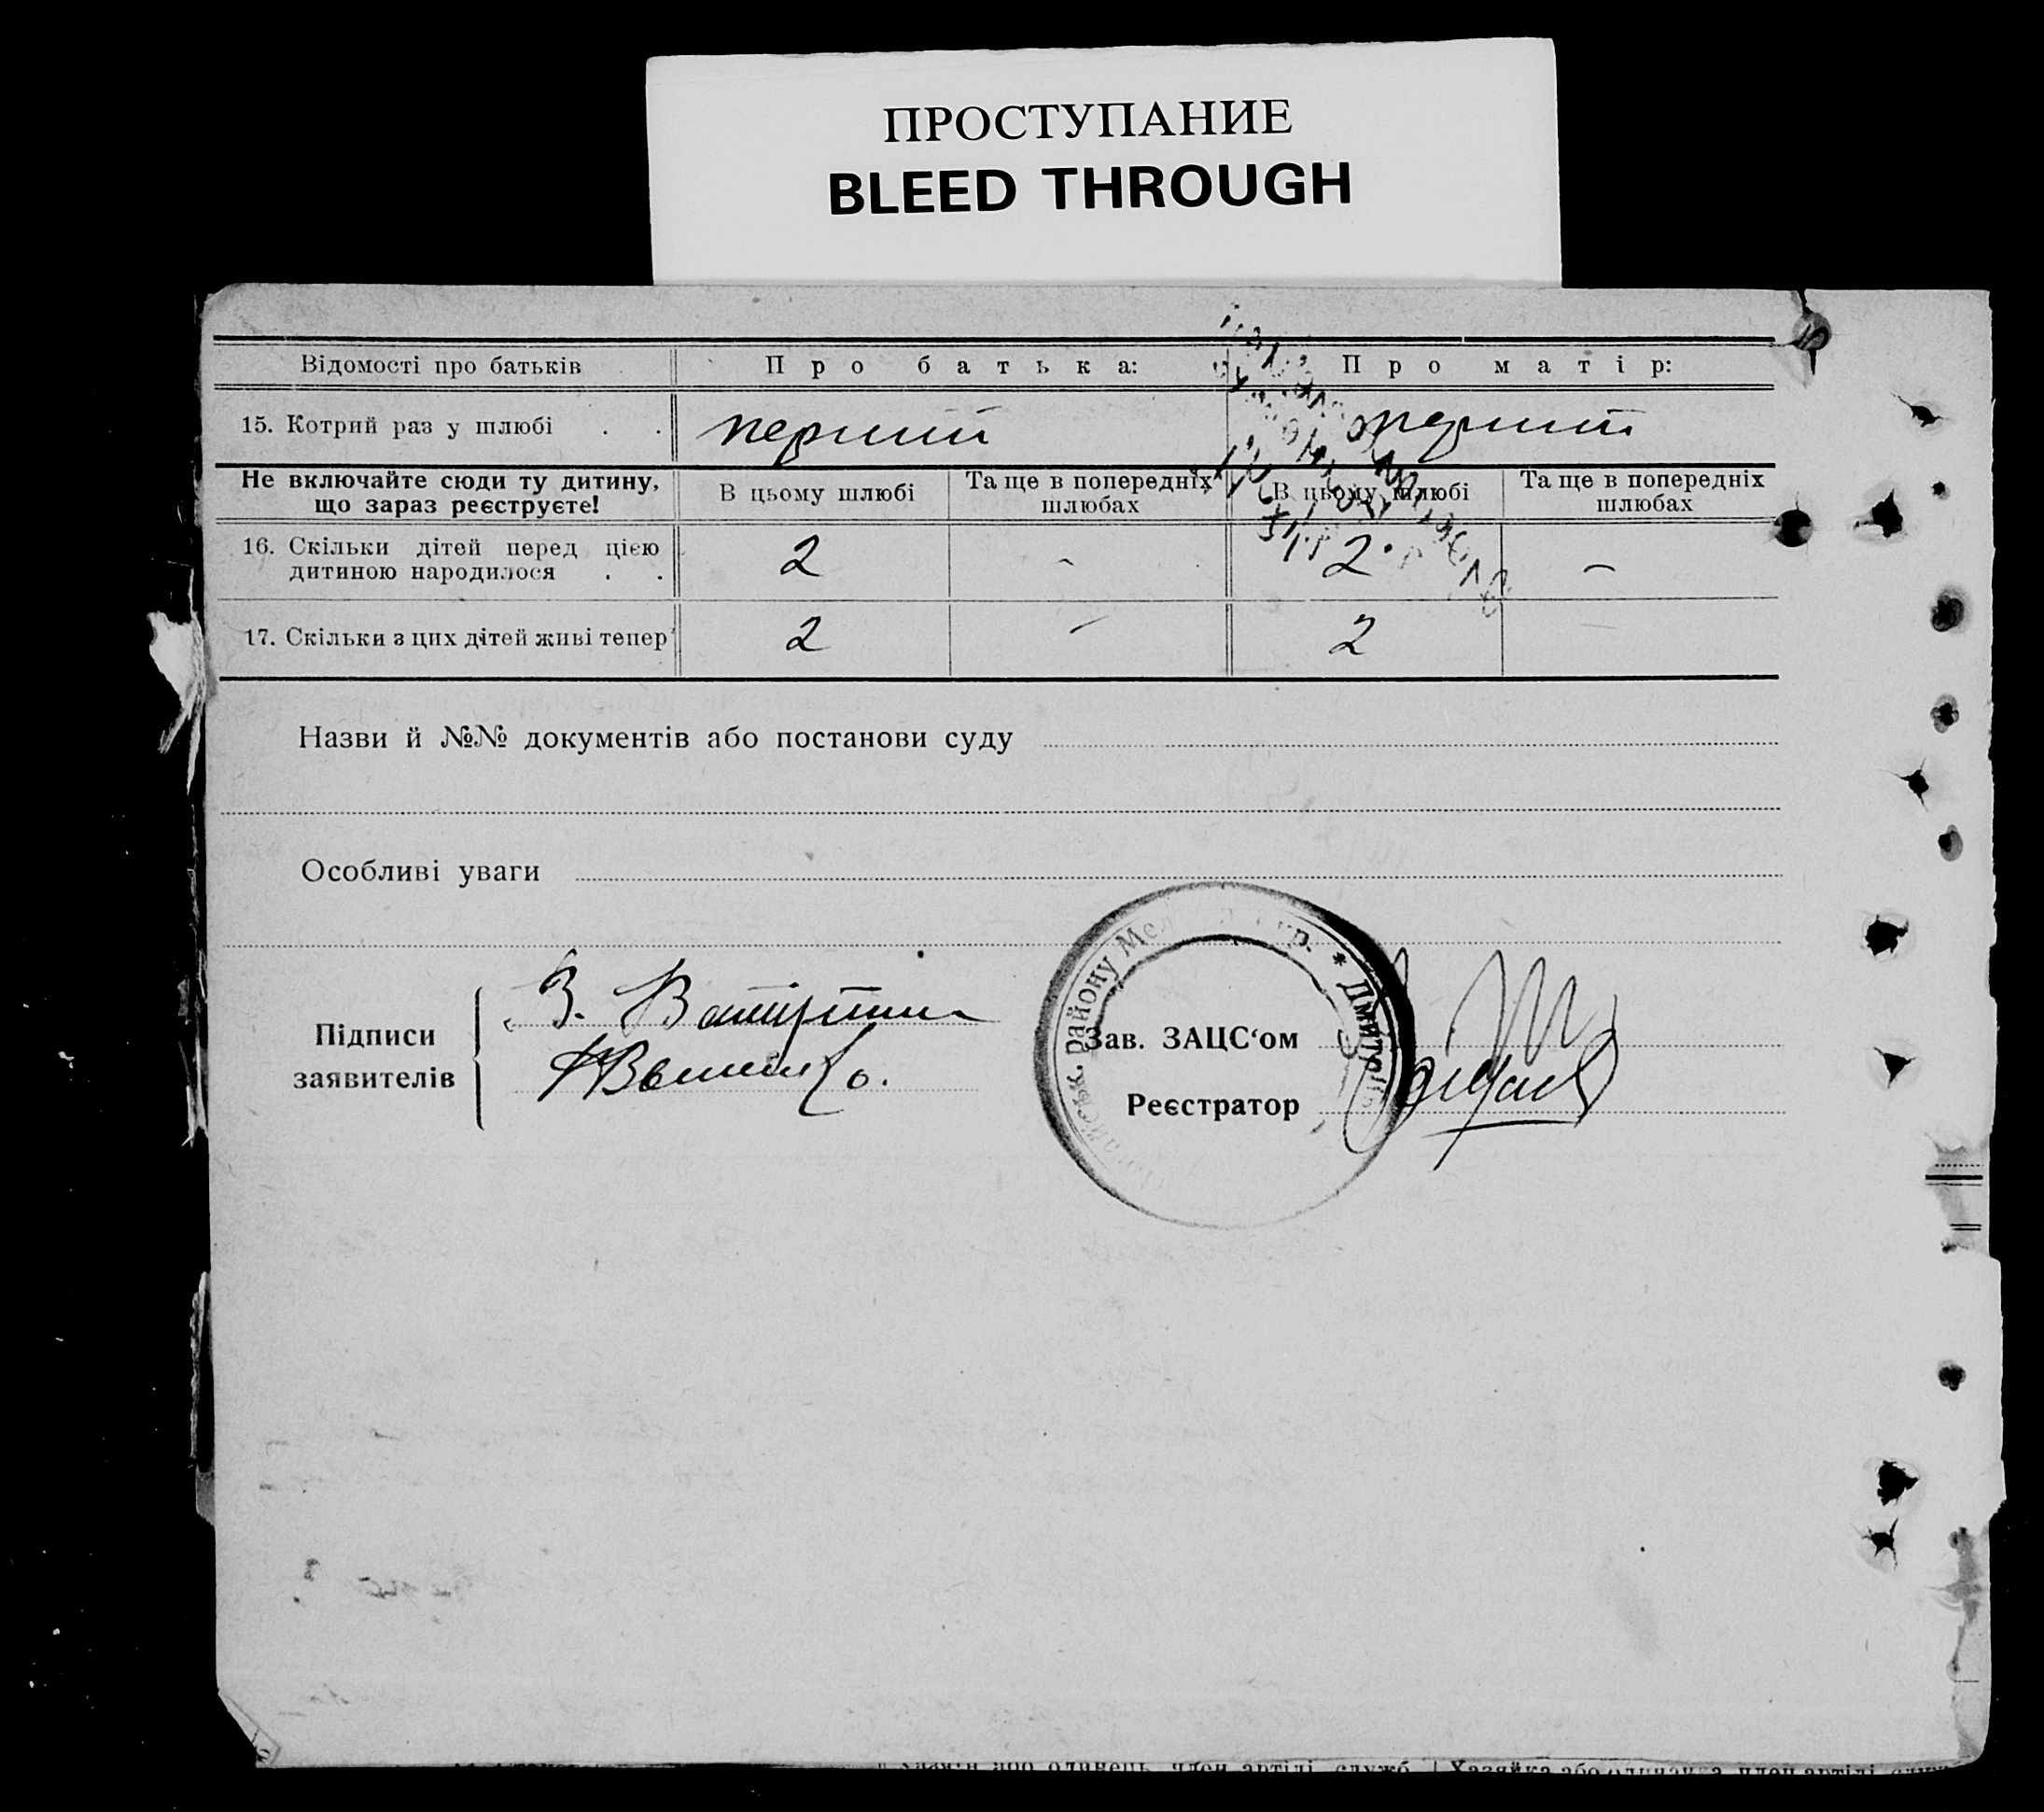 ПРОСТУПАНИЕ
BLEED THROUGH
Відомості про батьків Про батька: Про матір:
15. Котрий раз у шлюбі . . перший перший
Не включайте сюди ту дитину, що зараз реєструєте! В цьому шлюбі Та ще в попередніх шлюбах В цьому шлюбі Та ще в попередніх шлюбах
16. Скільки дітей перед цією дитиною народилося . . 2 - 2 -
17. Скільки з цих дітей живі тепер 2 - 2 -
Назви й №№ документів або постанови суду
Особливі уваги
Підписи заявителів
З.
Зав. ЗАЦС‘ом
Реєстратор
району * Дмитрів